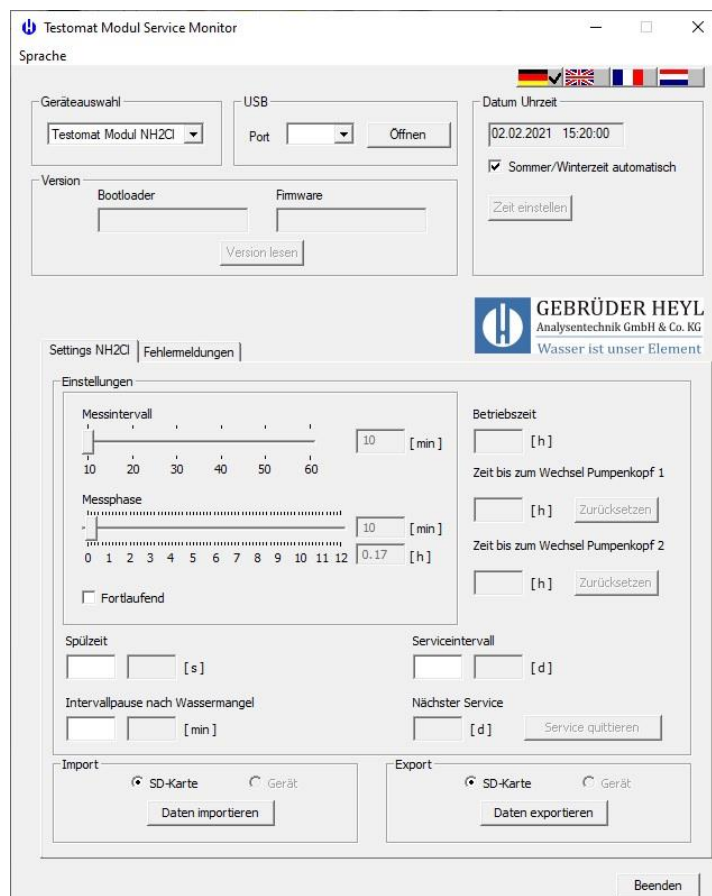 Testomat Modul Service Monitor
Sprache
Geräteauswahl
Testomat Modul NH2Cl
USB
Port
Öffnen
Datum Uhrzeit
02.02.2021 15:20:00
Sommer/Winterzeit automatisch
Zeit einstellen
Version
Bootloader
Firmware
Version lesen
GEBRÜDER HEYL
Analysentechnik GmbH & Co. KG
Wasser ist unser Element
Settings NH2Cl
Fehlermeldungen
Einstellungen
Messintervall
10 [min]
10 20 30 40 50 60
Messphase
10 [min]
0 1 2 3 4 5 6 7 8 9 10 11 12
0.17 [h]
Fortlaufend
Betriebszeit
[h]
Zeit bis zum Wechsel Pumpenkopf 1
[h] Zurücksetzen
Zeit bis zum Wechsel Pumpenkopf 2
[h] Zurücksetzen
Spülzeit
[s]
Serviceintervall
[d]
Intervallpause nach Wassermangel
[min]
Nächster Service
[d] Service quittieren
Import
SD-Karte Gerät
Daten importieren
Export
SD-Karte Gerät
Daten exportieren
Beenden